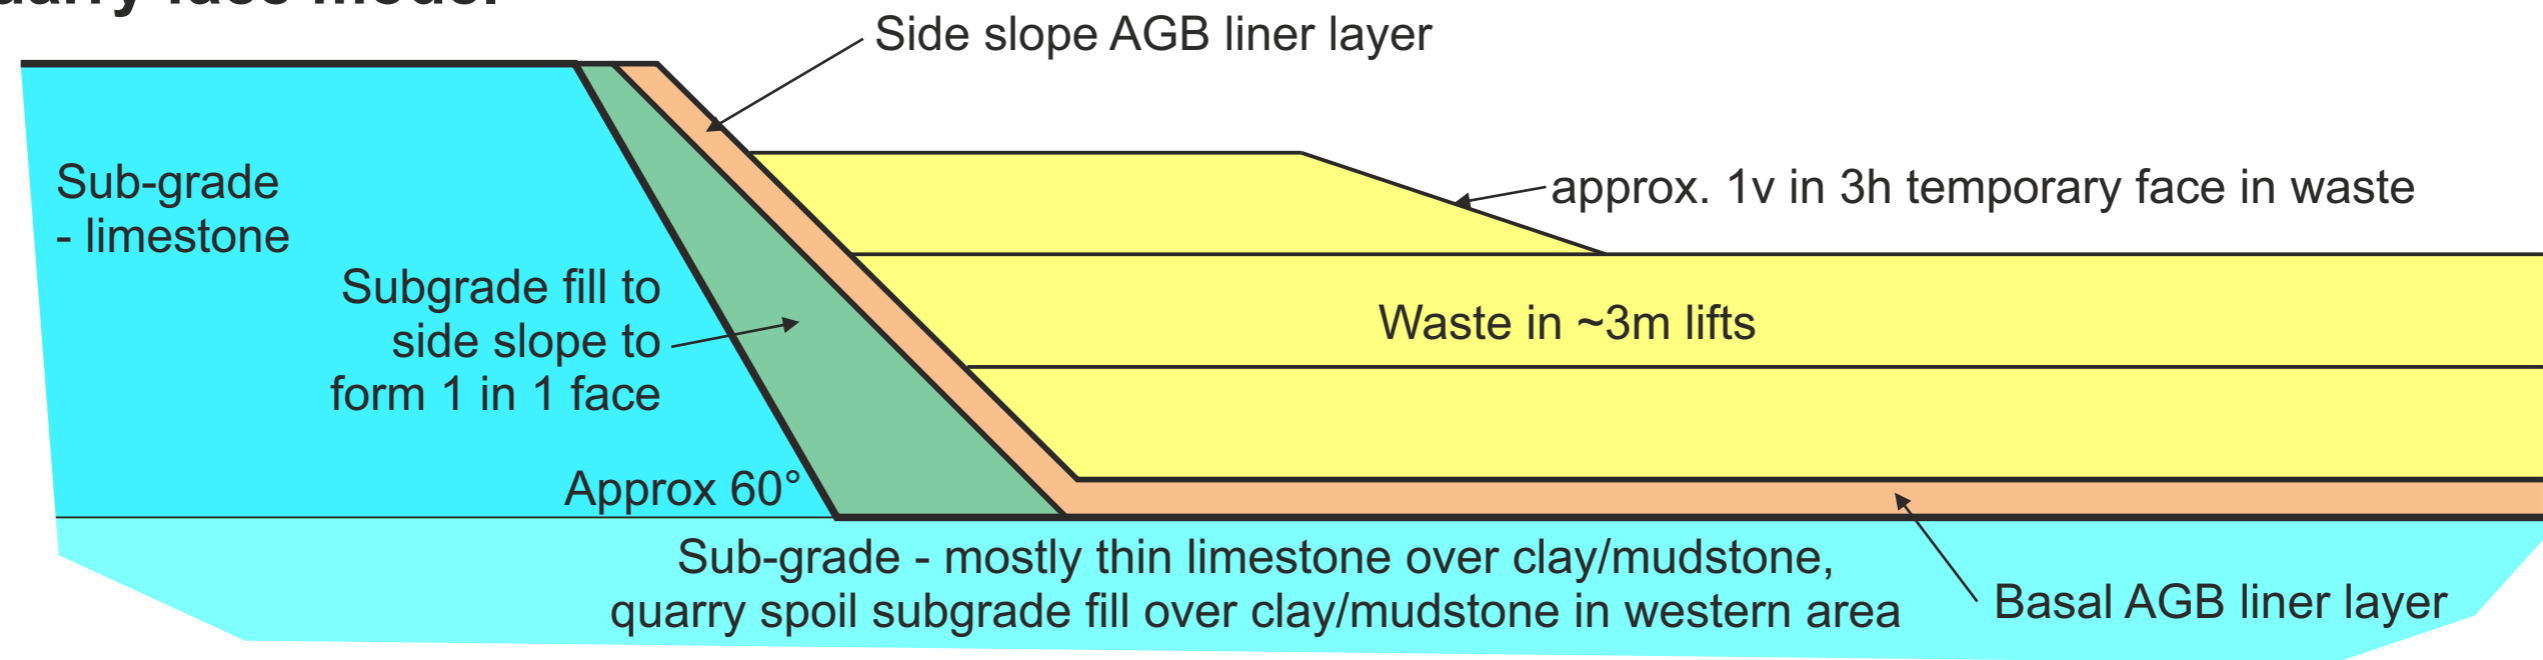 Side slope AGB liner layer
Sub-grade
- limestone
approx. 1v in 3h temporary face in waste
Subgrade fill to
side slope to
form 1 in 1 face
Waste in ~3m lifts
Approx 60°
Sub-grade - mostly thin limestone over clay/mudstone,
quarry spoil subgrade fill over clay/mudstone in western area
Basal AGB liner layer